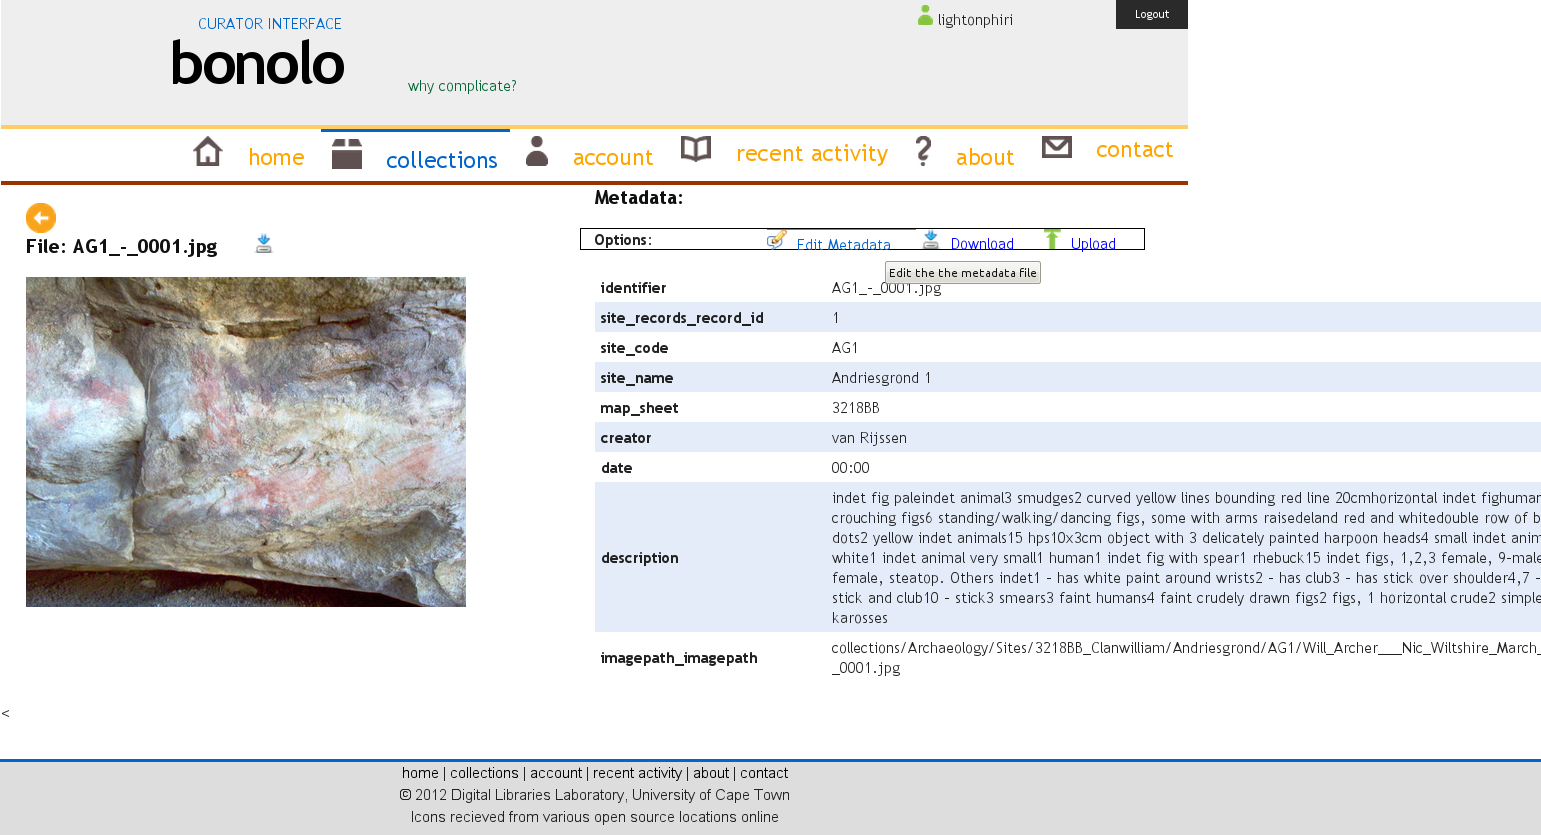 CURATOR INTERFACE
bonolo
why complicate?
lightonphiri
Logout
home collections account recent activity about contact
File: AG1_-_0001.jpg
Metadata:
Options: Edit Metadata Download Upload
Edit the the metadata file
identifier AG1_-_0001.jpg
site_records_record_id 1
site_code AG1
site_name Andriesgrond 1
map_sheet 3218BB
creator van Rijssen
date 00:00
description
indet fig paleindet animal3 smudges2 curved yellow lines bounding red line 20cmhorizontal indet fighuman
crouching figs6 standing/walking/dancing figs, some with arms raisedeland red and whitedouble row of b
dots2 yellow indet animals15 hps10x3cm object with 3 delicately painted harpoon heads4 small indet anim
white1 indet animal very small1 human1 indet fig with spear1 rhebuck15 indet figs, 1,2,3 female, 9-male
female, steatop. Others indet1 - has white paint around wrists2 - has club3 - has stick over shoulder4,7 -
stick and club10 - stick3 smears3 faint humans4 faint crudely drawn figs2 figs, 1 horizontal crude2 simple
karosses
imagepath_imagepath
collections/Archaeology/Sites/3218BB_Clanwilliam/Andriesgrond/AG1/Will_Archer___Nic_Wiltshire_March_
_0001.jpg
<
home | collections | account | recent activity | about | contact
© 2012 Digital Libraries Laboratory, University of Cape Town
Icons recieved from various open source locations online